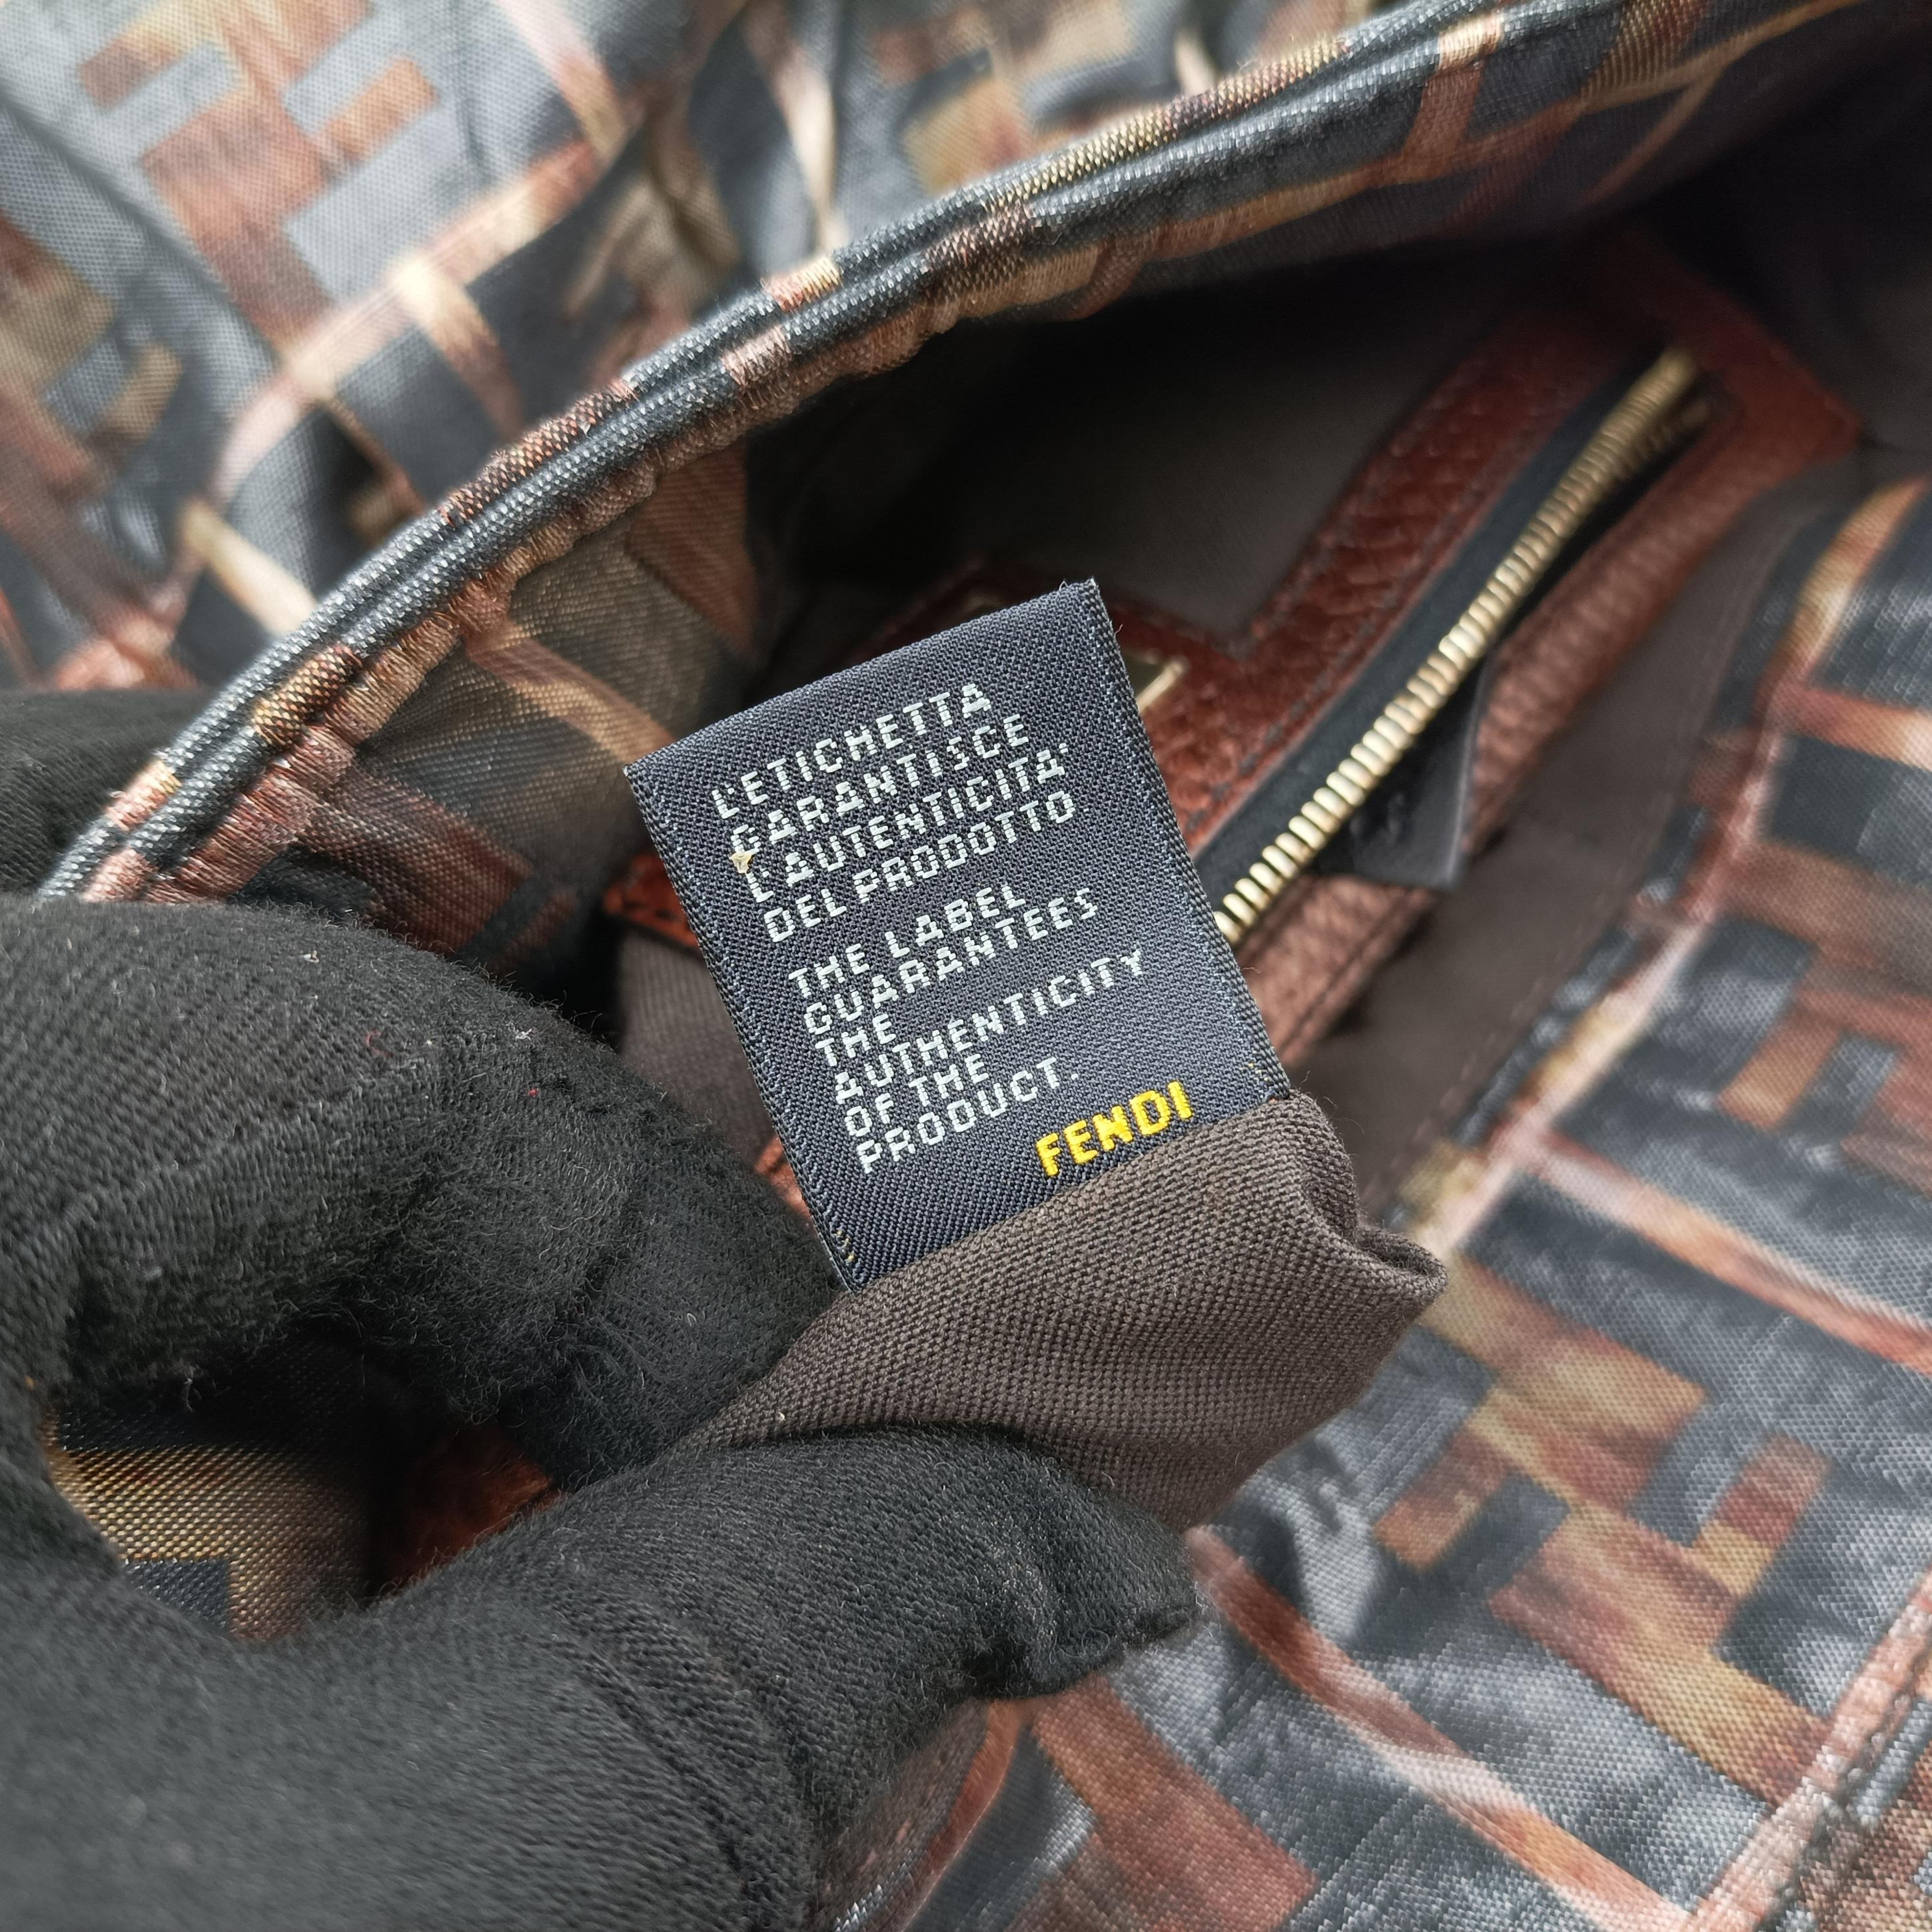 L'ETICHETTA
GARANTISCE
L'AUTENTICITA'
DEL PRODOTTO
THE LABEL
GUARANTEES
THE
AUTHENTICITY
OF THE
PRODUCT.
FENDI